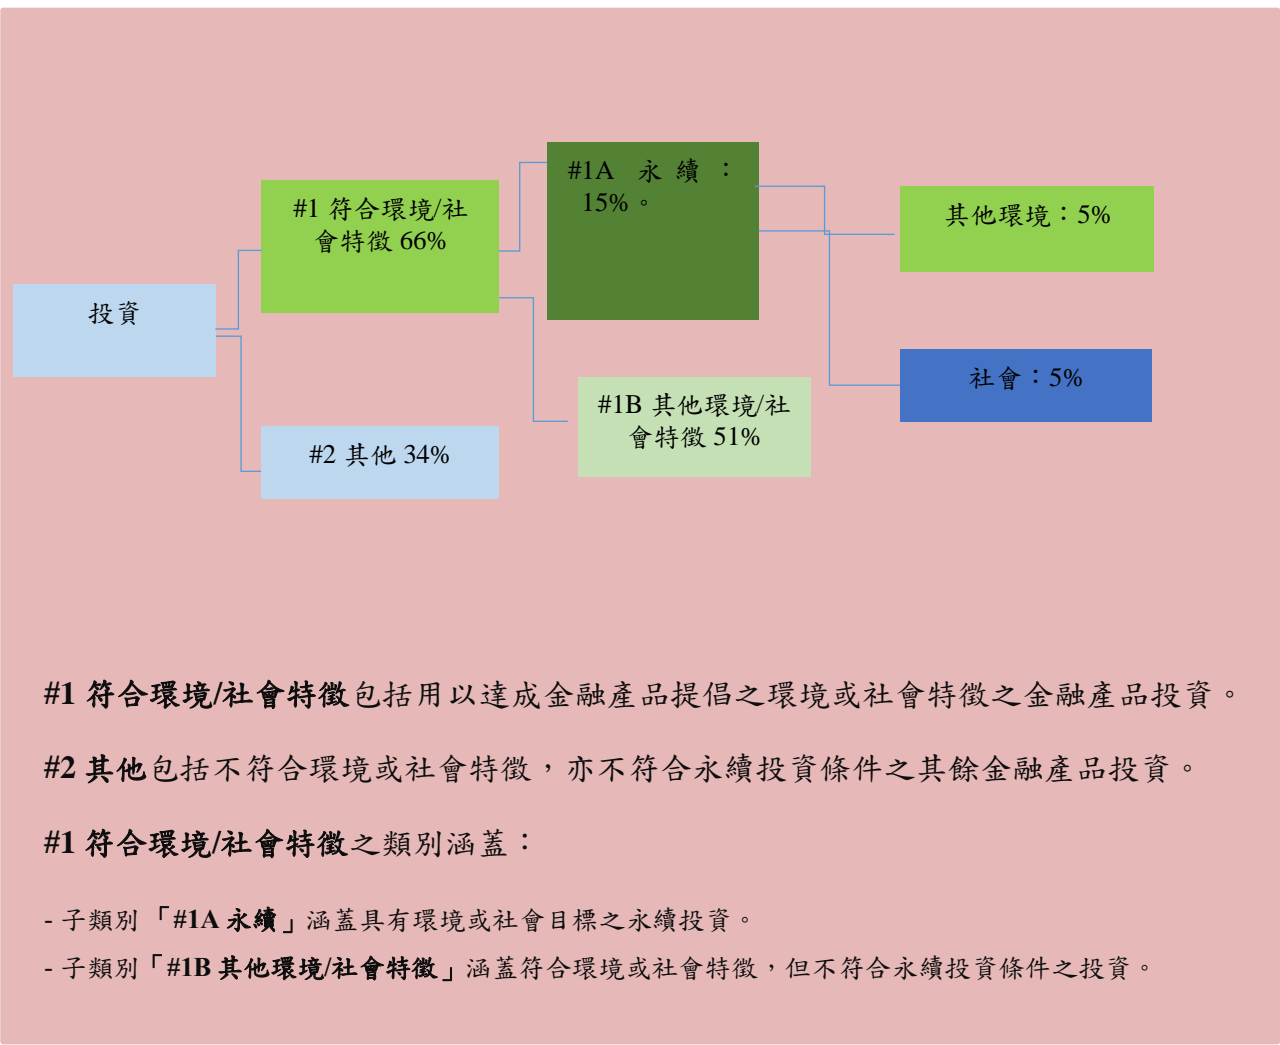 投資
#1 符合環境/社
會特徵 66%
#2 其他 34%
#1A 永續：
15%。
#1B 其他環境/社
會特徵 51%
其他環境：5%
社會：5%
#1 符合環境/社會特徵包括用以達成金融產品提倡之環境或社會特徵之金融產品投資。
#2 其他包括不符合環境或社會特徵，亦不符合永續投資條件之其餘金融產品投資。
#1 符合環境/社會特徵之類別涵蓋：
- 子類別「#1A 永續」涵蓋具有環境或社會目標之永續投資。
- 子類別「#1B 其他環境/社會特徵」涵蓋符合環境或社會特徵，但不符合永續投資條件之投資。